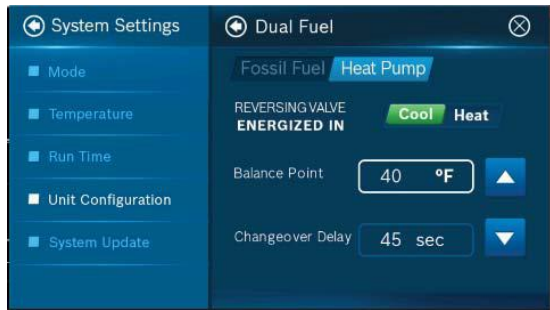 System Settings
Mode
Temperature
Run Time
Unit Configuration
System Update
Dual Fuel
Fossil Fuel Heat Pump
REVERSING VALVE
ENERGIZED IN
Cool Heat
Balance Point 40 ºF
Changeover Delay 45 sec